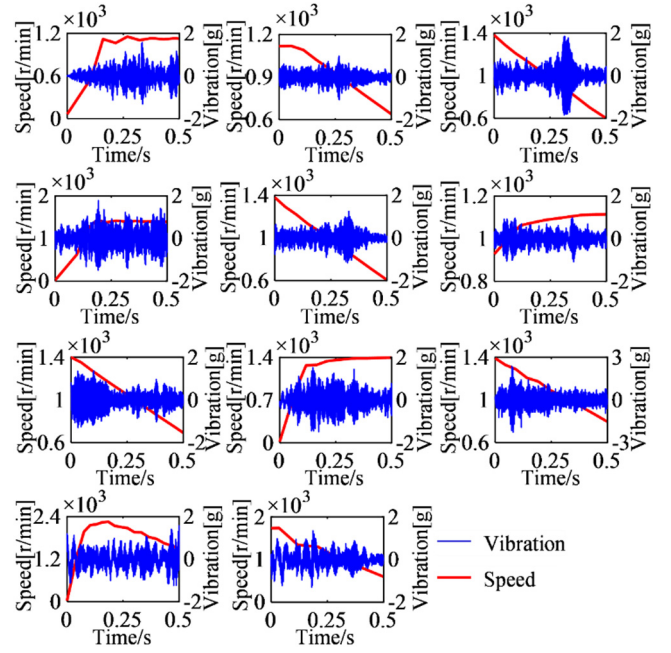 ×10³ ×10³ ×10³
Speed[r/min] 1.2 0.6 0 2 0 -2 Vibration[g] Speed[r/min] 1.2 0.9 0.6 2 0 -2 Vibration[g] Speed[r/min] 1.4 1 0.6 2 0 -2 Vibration[g]
0 0.25 0.5 0 0.25 0.5 0 0.25 0.5
Time/s Time/s Time/s
×10³ ×10³ ×10³
Speed[r/min] 2 1 0 2 0 -2 Vibration[g] Speed[r/min] 1.4 1 0.6 2 0 -2 Vibration[g] Speed[r/min] 1.2 1 0.8 2 0 -2 Vibration[g]
0 0.25 0.5 0 0.25 0.5 0 0.25 0.5
Time/s Time/s Time/s
×10³ ×10³ ×10³
Speed[r/min] 1.4 1 0.6 2 0 -2 Vibration[g] Speed[r/min] 1.4 0.7 0 2 0 -2 Vibration[g] Speed[r/min] 1.4 1 0.6 3 0 -3 Vibration[g]
0 0.25 0.5 0 0.25 0.5 0 0.25 0.5
Time/s Time/s Time/s
×10³ ×10³
Speed[r/min] 2.4 1.2 0 2 0 -2 Vibration[g] Speed[r/min] 2 1 0 2 0 -2 Vibration[g]
0 0.25 0.5 0 0.25 0.5
Time/s Time/s
Vibration
Speed